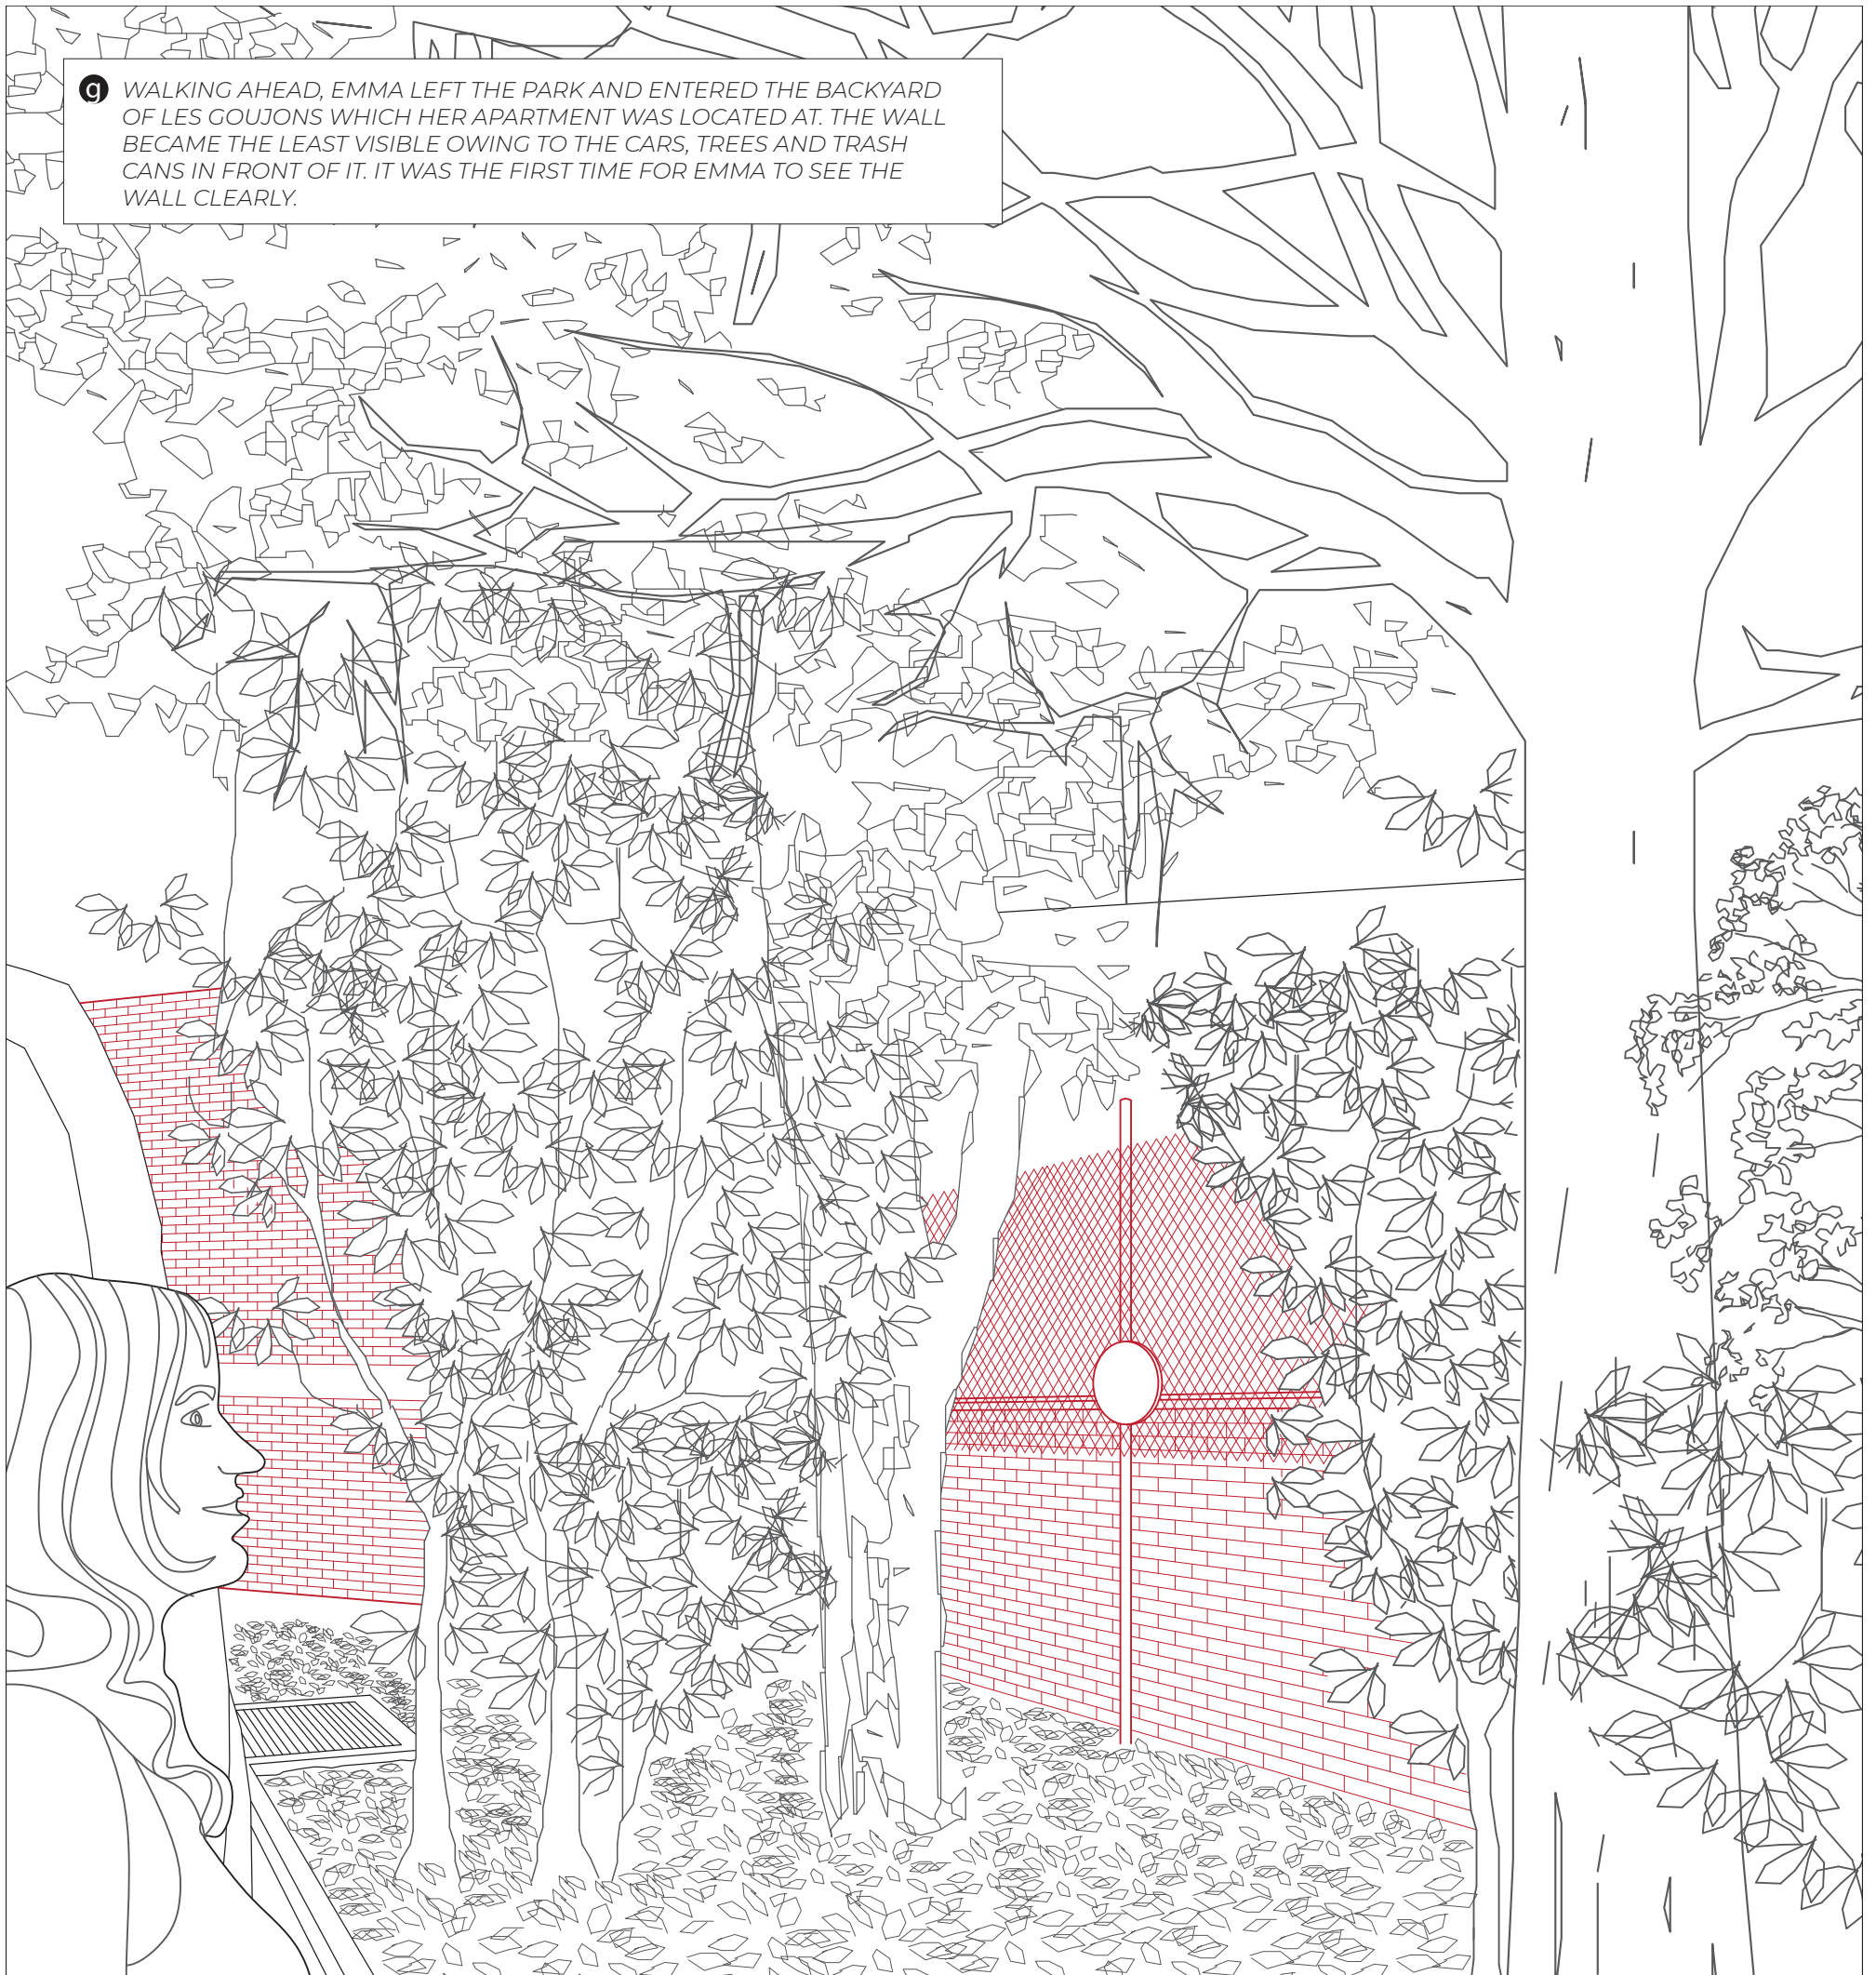 g WALKING AHEAD, EMMA LEFT THE PARK AND ENTERED THE BACKYARD
OF LES GOUJONS WHICH HER APARTMENT WAS LOCATED AT. THE WALL
BECAME THE LEAST VISIBLE OWING TO THE CARS, TREES AND TRASH
CANS IN FRONT OF IT. IT WAS THE FIRST TIME FOR EMMA TO SEE THE
WALL CLEARLY.